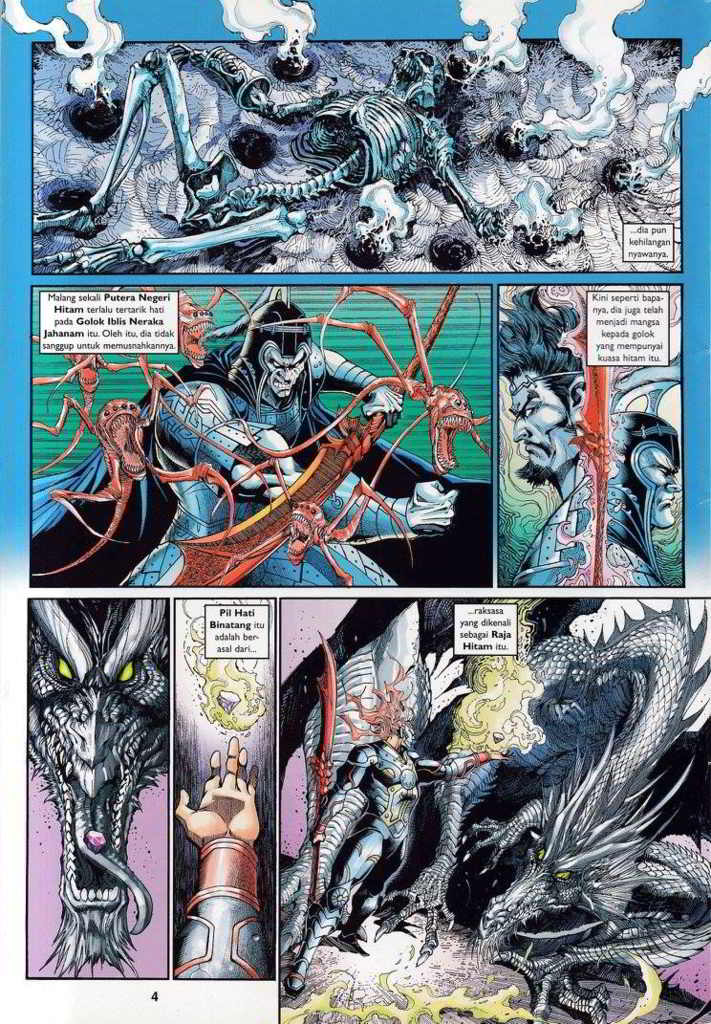 ...dia pun
kehilangan
nyawanya.
Malang sekali Putera Negeri
Hitam terlalu tertarik hati
pada Golok Iblis Neraka
Jahanam itu. Oleh itu, dia tidak
sanggup untuk memusnahkannya.
Kini seperti bapa-
nya, dia juga telah
menjadi mangsa
kepada golok
yang mempunyai
kuasa hitam itu.
Pil Hati
Binatang itu
adalah ber-
asal dari...
...raksasa
yang dikenali
sebagai Raja
Hitam itu.
4